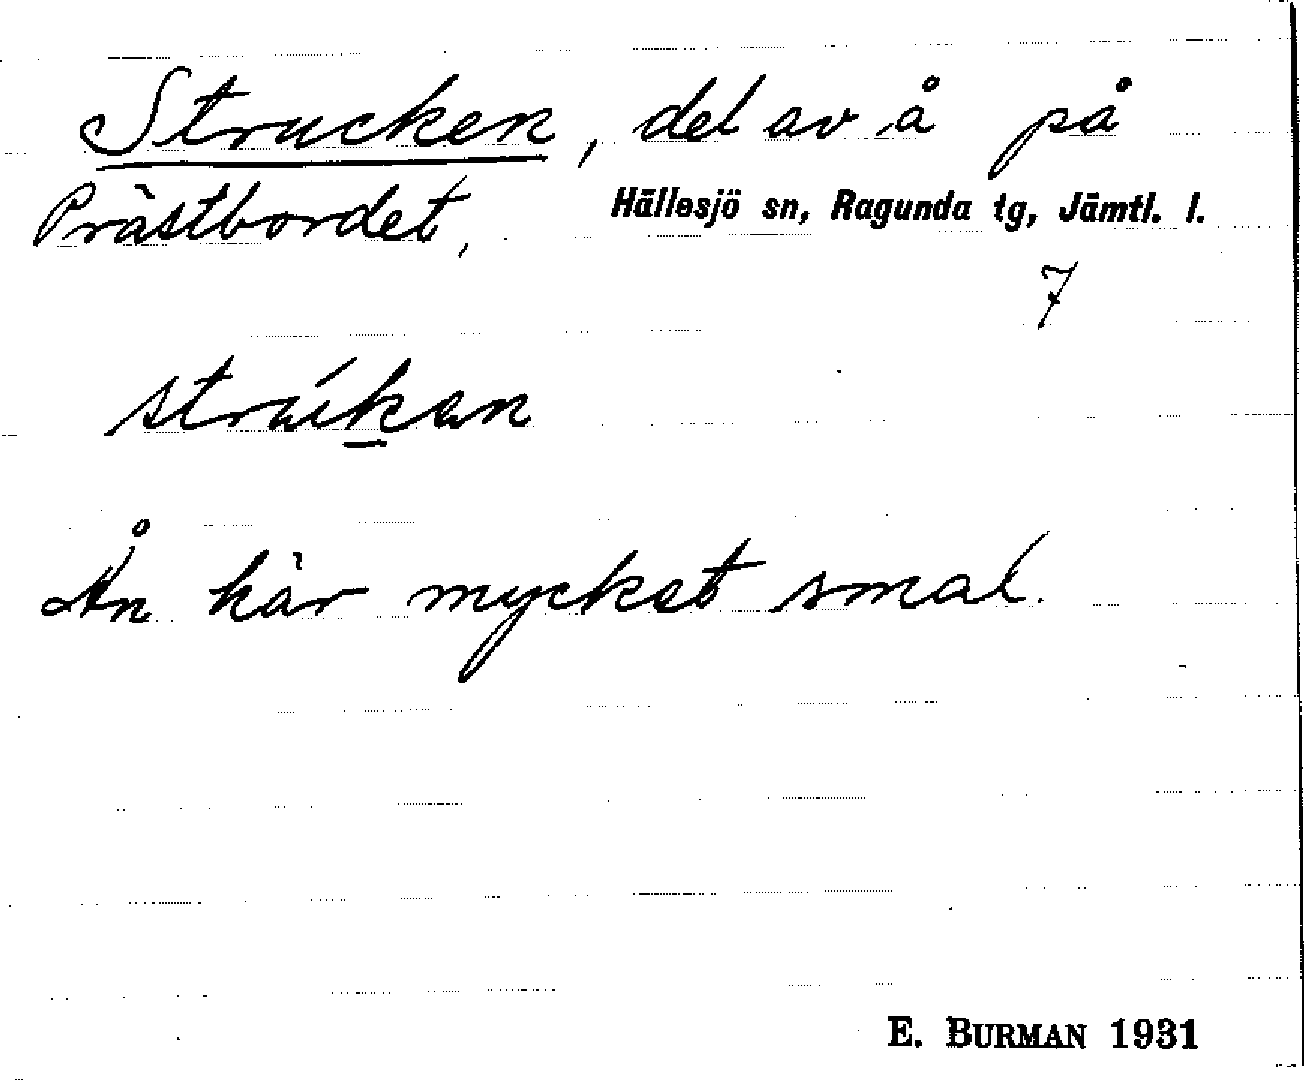 Strucken, del av å på
Prästbordet, Hällesjö sn, Ragunda tg, Jämtl. l.
7
strúkan
Ån här mycket smal.
E. BURMAN 1931